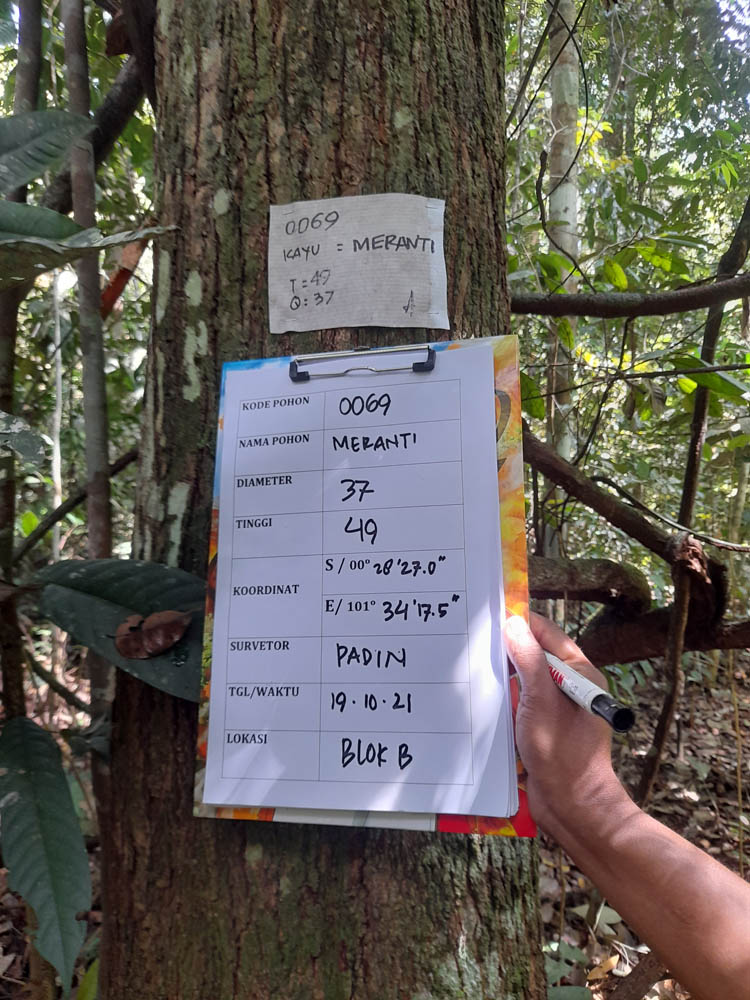 0069
KAYU = MERANTI
T = 49
Q : 37
KODE POHON 0069
NAMA POHON MERANTI
DIAMETER 37
TINGGI 49
KOORDINAT S / 00° 28'27.0"
E / 101° 34'17.5"
SURVETOR PADIN
TGL/WAKTU 19.10.21
LOKASI BLOK B